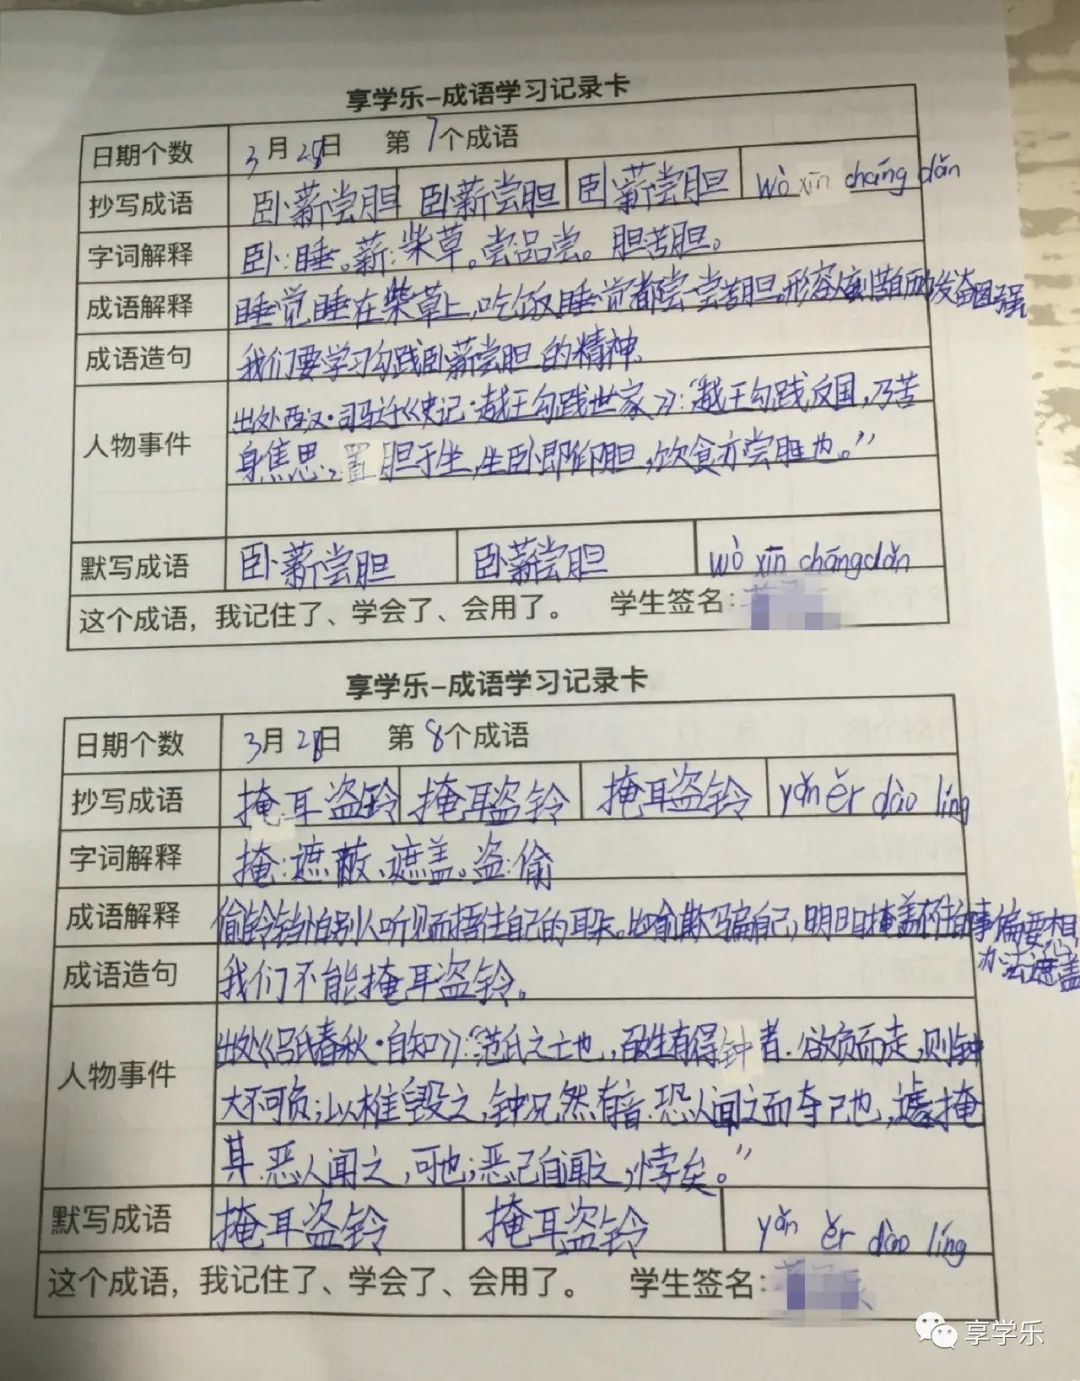 享学乐-成语学习记录卡
日期个数 3月28日 第7个成语
抄写成语 卧薪尝胆 卧薪尝胆 卧薪尝胆 wò xīn cháng dǎn
字词解释 卧:睡。薪:柴草。尝品尝。胆苦胆。
成语解释 睡觉睡在柴草上,吃饭睡觉都尝一尝苦胆。形容刻苦自励发奋图强
成语造句 我们要学习勾践卧薪尝胆的精神.
人物事件 出处西汉·司马迁《史记·越王勾践世家》:“越王勾践反国,乃苦
身焦思,置胆于坐,坐卧即仰胆,饮食亦尝胆也。”
默写成语 卧薪尝胆 卧薪尝胆 wò xīn chāng dǎn
这个成语,我记住了、学会了、会用了。 学生签名:
享学乐-成语学习记录卡
日期个数 3月28日 第8个成语
抄写成语 掩耳盗铃 掩耳盗铃 掩耳盗铃 yǎn ěr dào líng
字词解释 掩:遮蔽、遮盖。盗:偷
成语解释 偷铃铛怕别人听见而捂住自己的耳朵。比喻欺骗自己,明明掩盖不住的事偏要想
办法遮盖
成语造句 我们不能掩耳盗铃。
人物事件 出处《吕氏春秋·自知》:“范氏之士也,百姓有得钟者.欲负而走,则钟
大不可负;以椎毁之,钟况然有音.恐人闻之而夺己也,遽掩
其.恶人闻之,可也;恶己自闻之,悖矣。”
默写成语 掩耳盗铃 掩耳盗铃 yǎn ěr dào líng
这个成语,我记住了、学会了、会用了。 学生签名:
享学乐